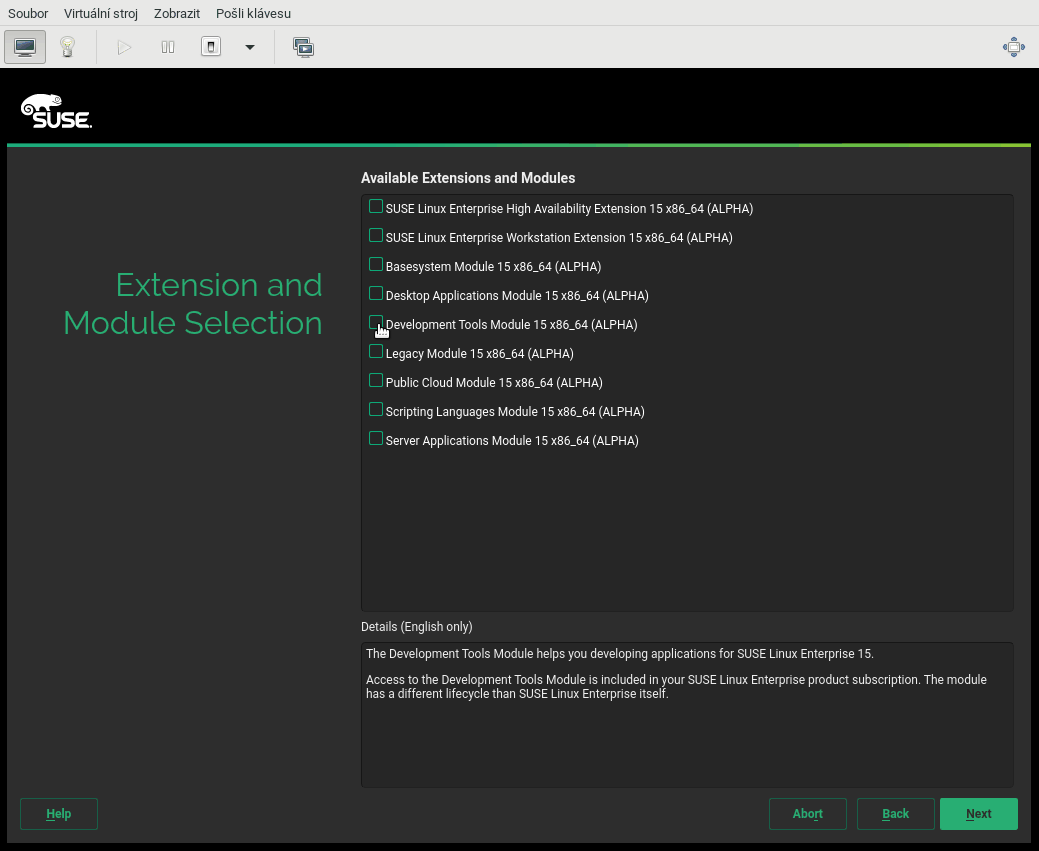 Soubor Virtuální stroj Zobrazit Pošli klávesu
SUSE.
Available Extensions and Modules
SUSE Linux Enterprise High Availability Extension 15 x86_64 (ALPHA)
SUSE Linux Enterprise Workstation Extension 15 x86_64 (ALPHA)
Basesystem Module 15 x86_64 (ALPHA)
Extension and
Module Selection
Desktop Applications Module 15 x86_64 (ALPHA)
Development Tools Module 15 x86_64 (ALPHA)
Legacy Module 15 x86_64 (ALPHA)
Public Cloud Module 15 x86_64 (ALPHA)
Scripting Languages Module 15 x86_64 (ALPHA)
Server Applications Module 15 x86_64 (ALPHA)
Details (English only)
The Development Tools Module helps you developing applications for SUSE Linux Enterprise 15.
Access to the Development Tools Module is included in your SUSE Linux Enterprise product subscription. The module
has a different lifecycle than SUSE Linux Enterprise itself.
Help Abort Back Next